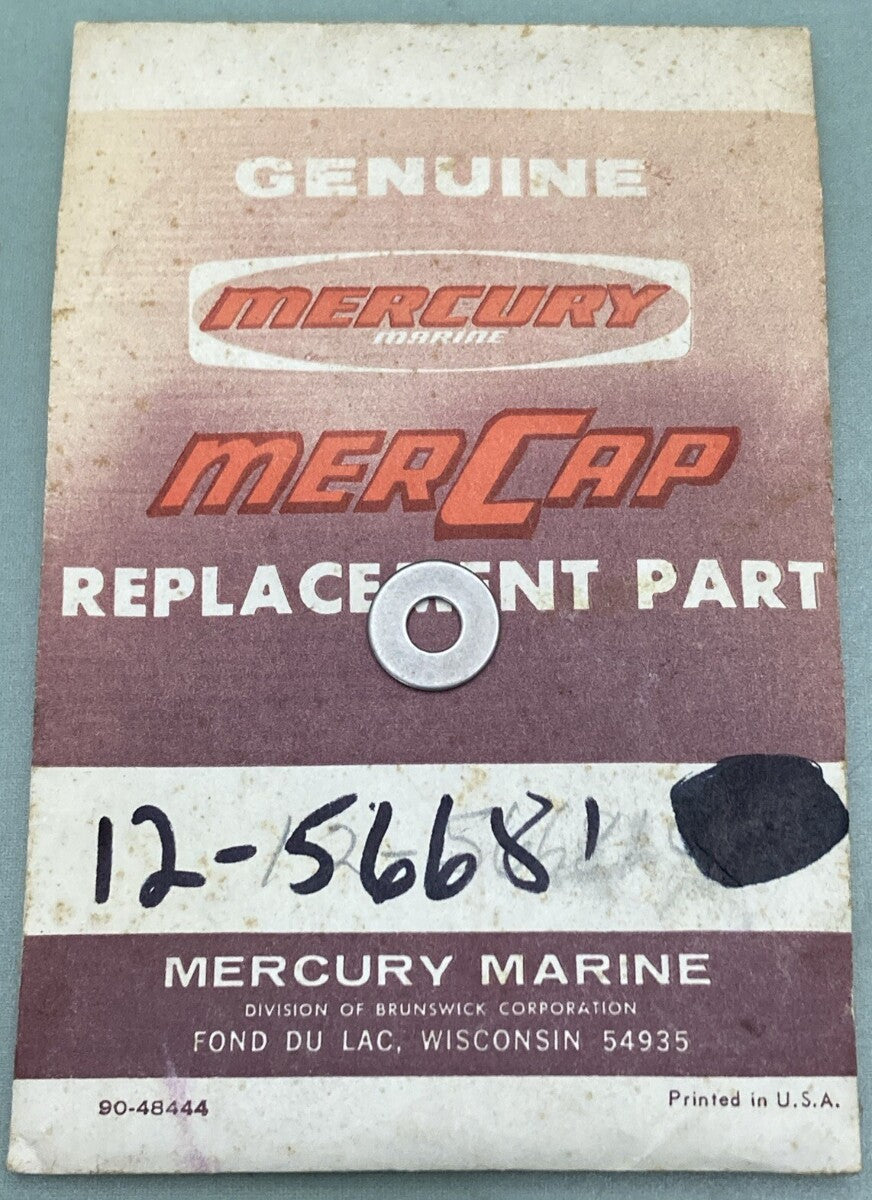 GENUINE
MERCURY
MARINE
MERCAP
REPLACEMENT PART
12-56681
MERCURY MARINE
DIVISION OF BRUNSWICK CORPORATION
FOND DU LAC, WISCONSIN 54935
90-48444
Printed in U.S.A.